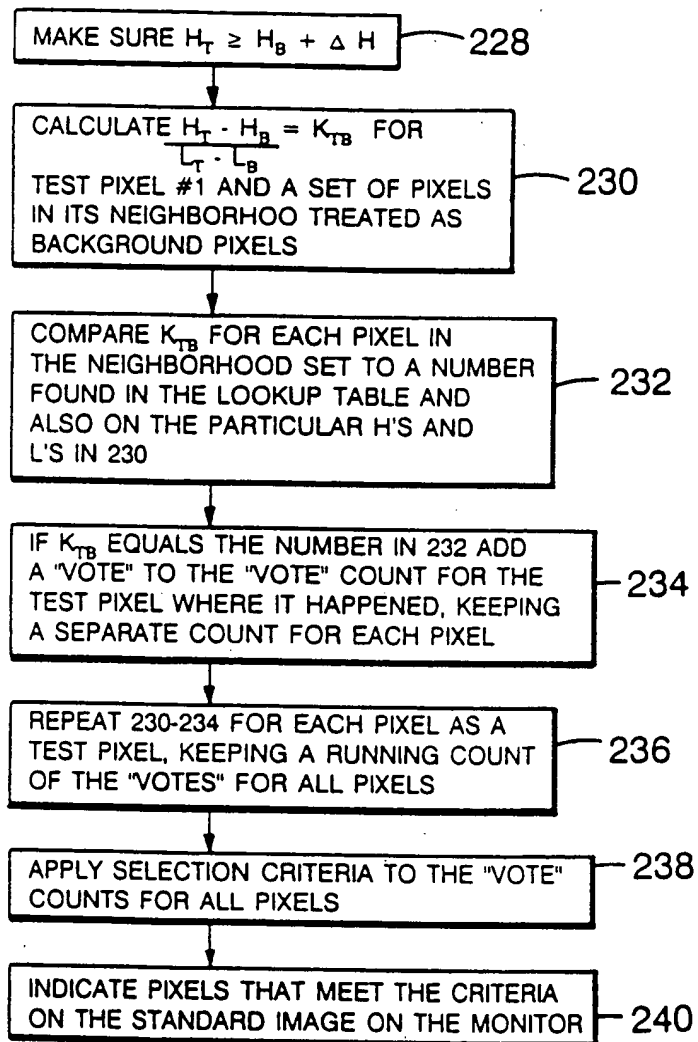 MAKE SURE H_T ≥ H_B + Δ H
228
CALCULATE H_T - H_B = K_TB FOR
L_T - L_B
TEST PIXEL #1 AND A SET OF PIXELS
IN ITS NEIGHBORHOO TREATED AS
BACKGROUND PIXELS
230
COMPARE K_TB FOR EACH PIXEL IN
THE NEIGHBORHOOD SET TO A NUMBER
FOUND IN THE LOOKUP TABLE AND
ALSO ON THE PARTICULAR H'S AND
L'S IN 230
232
IF K_TB EQUALS THE NUMBER IN 232 ADD
A "VOTE" TO THE "VOTE" COUNT FOR THE
TEST PIXEL WHERE IT HAPPENED, KEEPING
A SEPARATE COUNT FOR EACH PIXEL
234
REPEAT 230-234 FOR EACH PIXEL AS A
TEST PIXEL, KEEPING A RUNNING COUNT
OF THE "VOTES" FOR ALL PIXELS
236
APPLY SELECTION CRITERIA TO THE "VOTE"
COUNTS FOR ALL PIXELS
238
INDICATE PIXELS THAT MEET THE CRITERIA
ON THE STANDARD IMAGE ON THE MONITOR
240